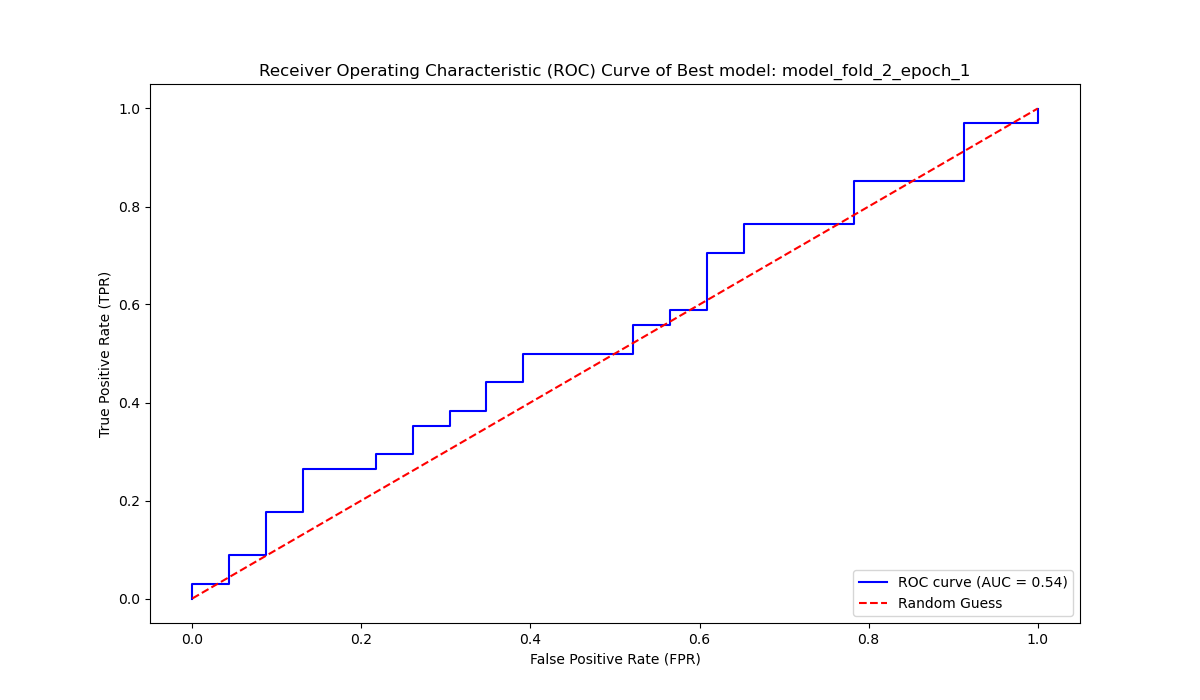 Receiver Operating Characteristic (ROC) Curve of Best model: model_fold_2_epoch_1
1.0
0.8
0.6
0.4
0.2
0.0
True Positive Rate (TPR)
ROC curve (AUC = 0.54)
Random Guess
0.0 0.2 0.4 0.6 0.8 1.0
False Positive Rate (FPR)